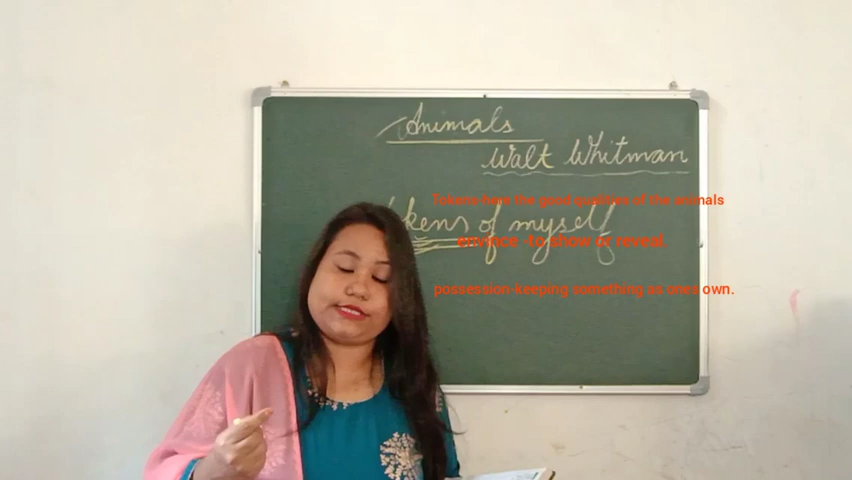 Animals
Walt Whitman
Tokens-here the good qualities of the animals
kens of myself
envince -to show or reveal.
possession-keeping something as ones own.